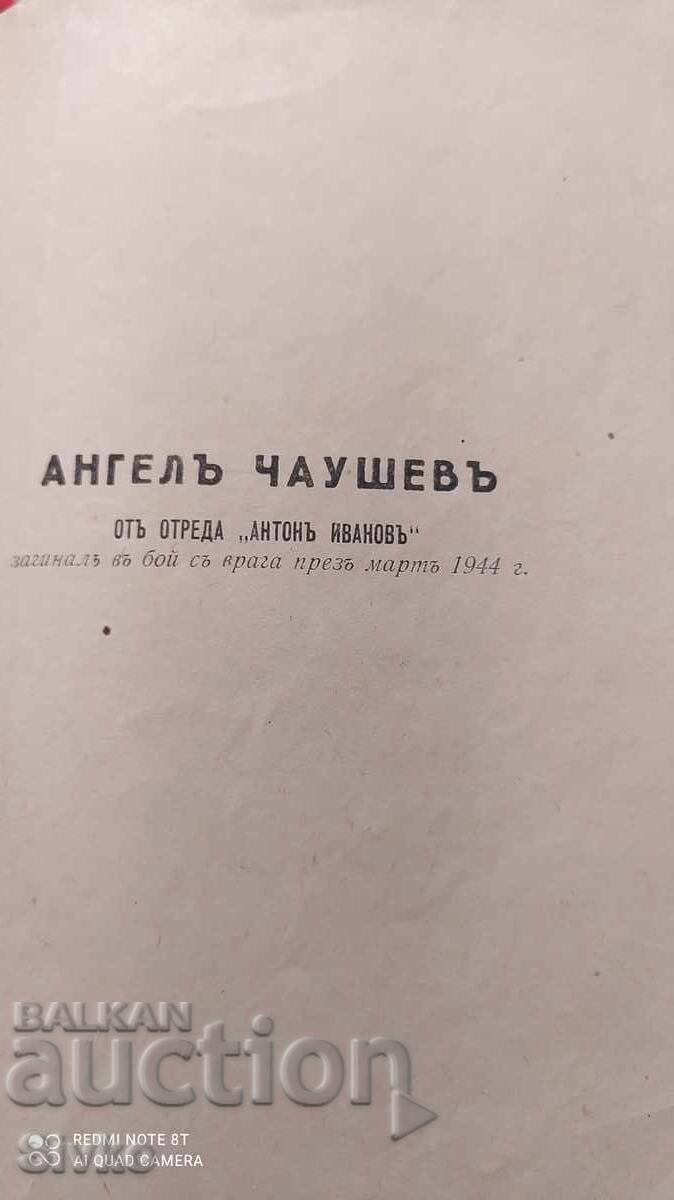 АНГЕЛЪ ЧАУШЕВЪ
ОТЪ ОТРЕДА „АНТОНЪ ИВАНОВЪ“
загиналъ въ бой съ врага презъ мартъ 1944 г.
BALKAN
auction
REDMI NOTE 8T
AI QUAD CAMERA